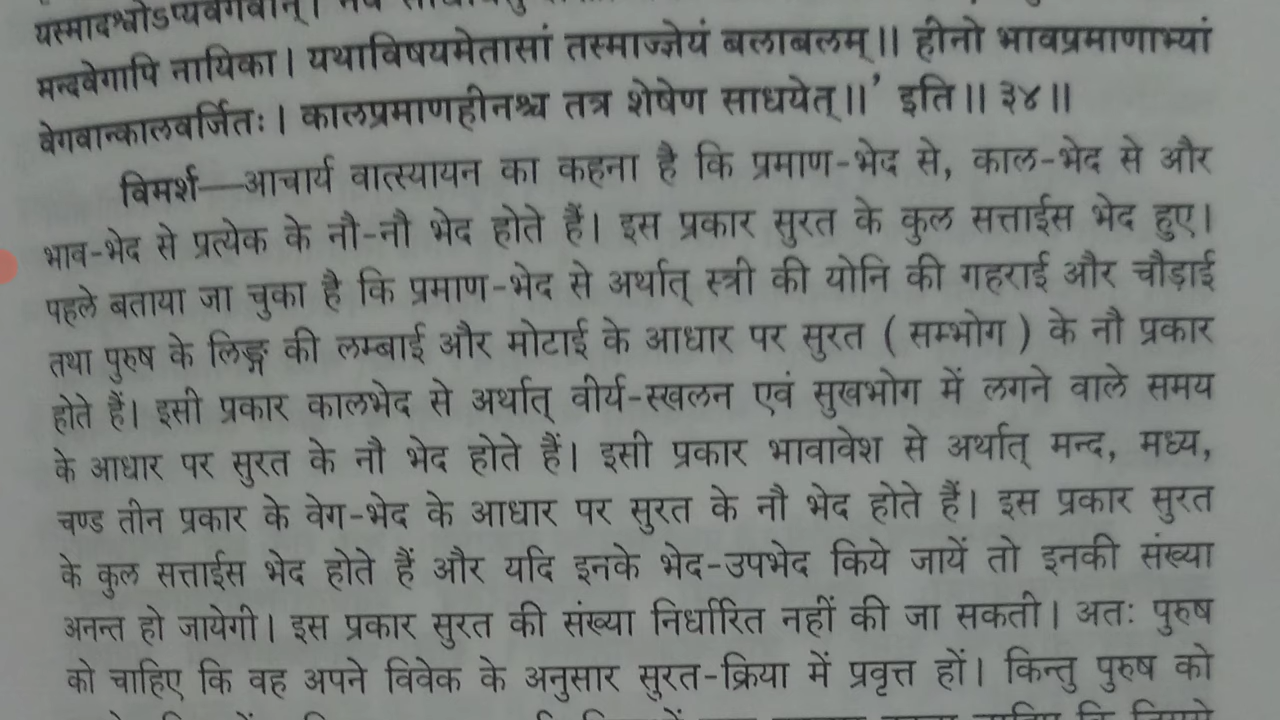 यस्मादश्वोऽप्यवेगवान्।
मन्दवेगापि नायिका। यथाविषयमेतासां तस्माज्ज्ञेयं बलाबलम्।। हीनो भावप्रमाणाभ्यां
वेगवान्कालवर्जितः। कालप्रमाणहीनश्च तत्र शेषेण साधयेत्।।’ इति।। ३४।।
विमर्श—आचार्य वात्स्यायन का कहना है कि प्रमाण-भेद से, काल-भेद से और
भाव-भेद से प्रत्येक के नौ-नौ भेद होते हैं। इस प्रकार सुरत के कुल सत्ताईस भेद हुए।
पहले बताया जा चुका है कि प्रमाण-भेद से अर्थात् स्त्री की योनि की गहराई और चौड़ाई
तथा पुरुष के लिङ्ग की लम्बाई और मोटाई के आधार पर सुरत ( सम्भोग ) के नौ प्रकार
होते हैं। इसी प्रकार कालभेद से अर्थात् वीर्य-स्खलन एवं सुखभोग में लगने वाले समय
के आधार पर सुरत के नौ भेद होते हैं। इसी प्रकार भावावेश से अर्थात् मन्द, मध्य,
चण्ड तीन प्रकार के वेग-भेद के आधार पर सुरत के नौ भेद होते हैं। इस प्रकार सुरत
के कुल सत्ताईस भेद होते हैं और यदि इनके भेद-उपभेद किये जायें तो इनकी संख्या
अनन्त हो जायेगी। इस प्रकार सुरत की संख्या निर्धारित नहीं की जा सकती। अतः पुरुष
को चाहिए कि वह अपने विवेक के अनुसार सुरत-क्रिया में प्रवृत्त हों। किन्तु पुरुष को